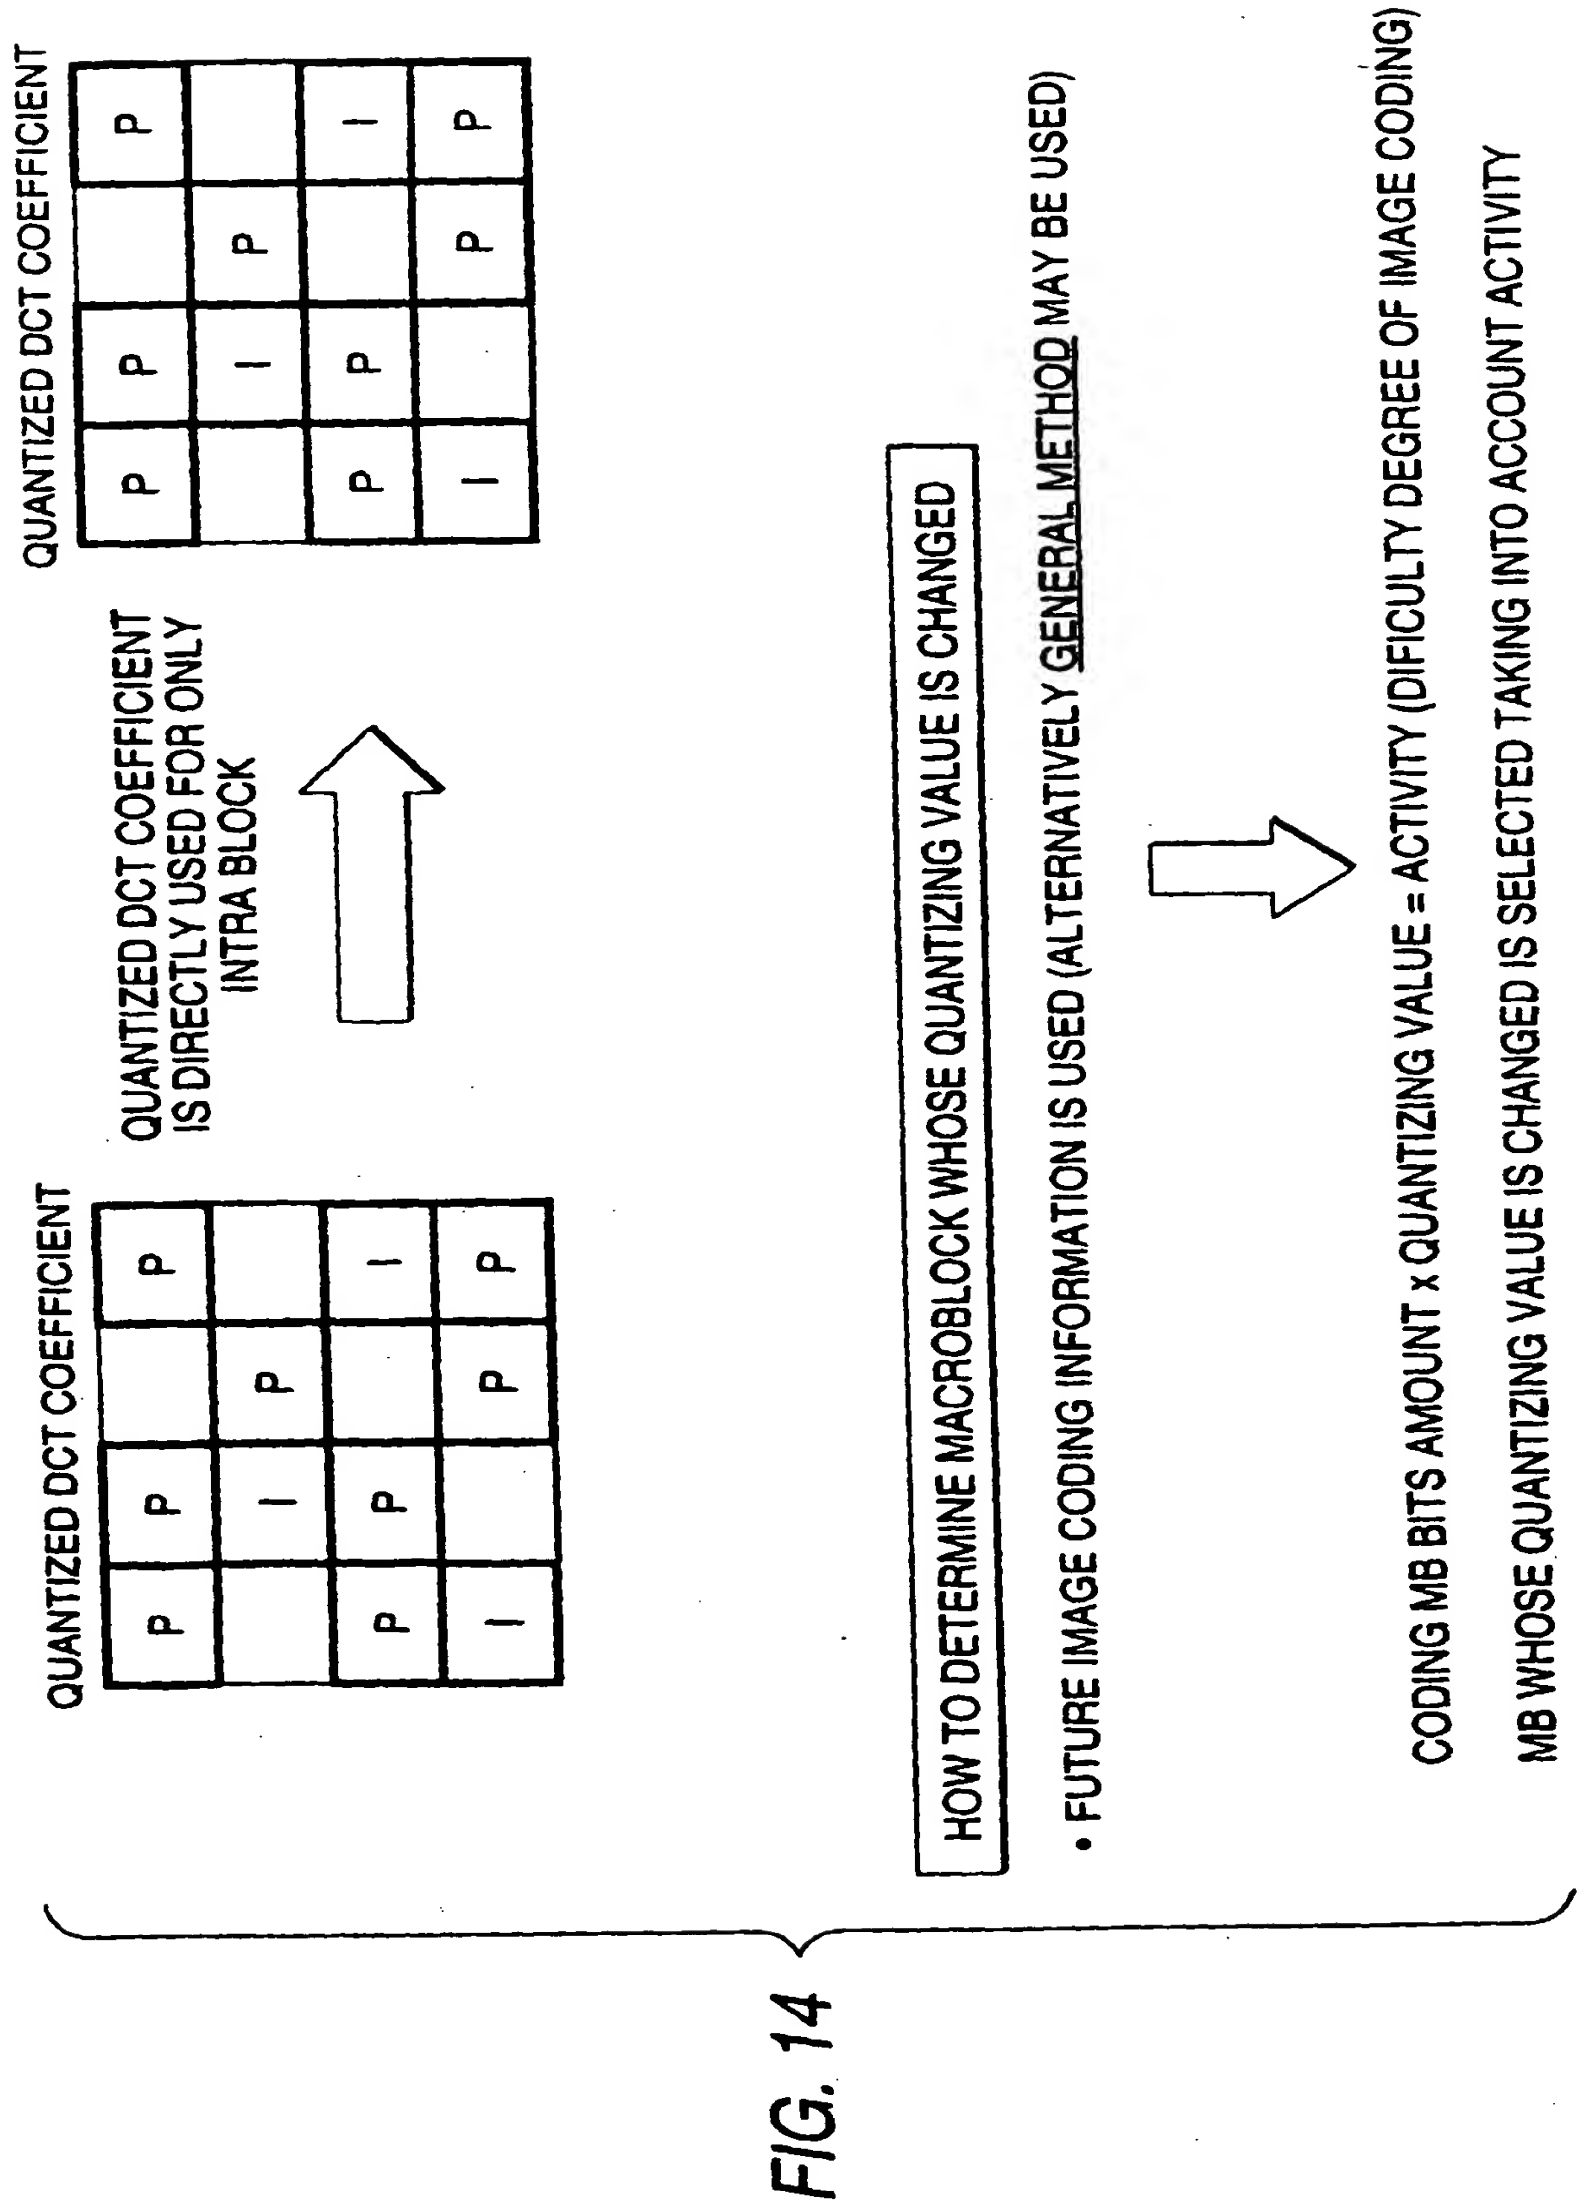 FIG. 14
QUANTIZED DCT COEFFICIENT
P P P
I P
P P I
I P P
QUANTIZED DCT COEFFICIENT
IS DIRECTLY USED FOR ONLY
INTRA BLOCK
QUANTIZED DCT COEFFICIENT
P P P
I P
P P I
I P P
HOW TO DETERMINE MACROBLOCK WHOSE QUANTIZING VALUE IS CHANGED
• FUTURE IMAGE CODING INFORMATION IS USED (ALTERNATIVELY GENERAL METHOD MAY BE USED)
CODING MB BITS AMOUNT x QUANTIZING VALUE = ACTIVITY (DIFICULTY DEGREE OF IMAGE CODING)
MB WHOSE QUANTIZING VALUE IS CHANGED IS SELECTED TAKING INTO ACCOUNT ACTIVITY